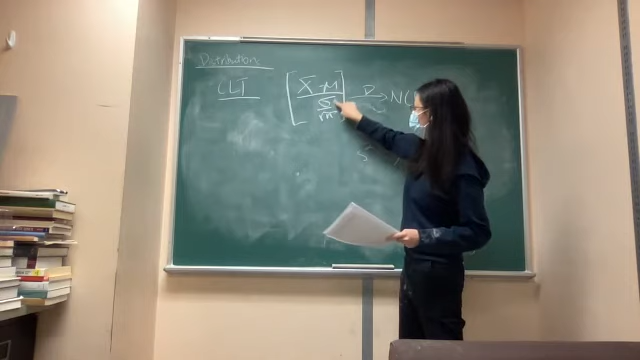 Distributions
CLT [X̄-M / S/√n] D→ N(
S